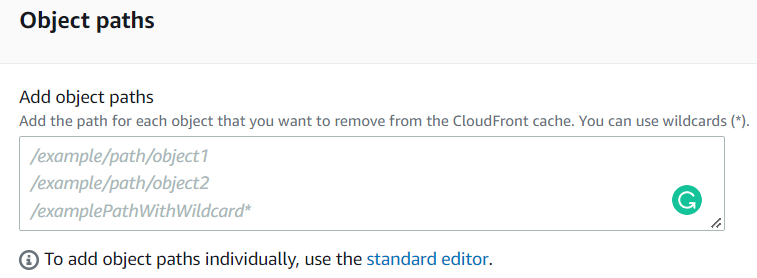 Object paths
Add object paths
Add the path for each object that you want to remove from the CloudFront cache. You can use wildcards (*).
/example/path/object1
/example/path/object2
/examplePathWithWildcard*
To add object paths individually, use the standard editor.